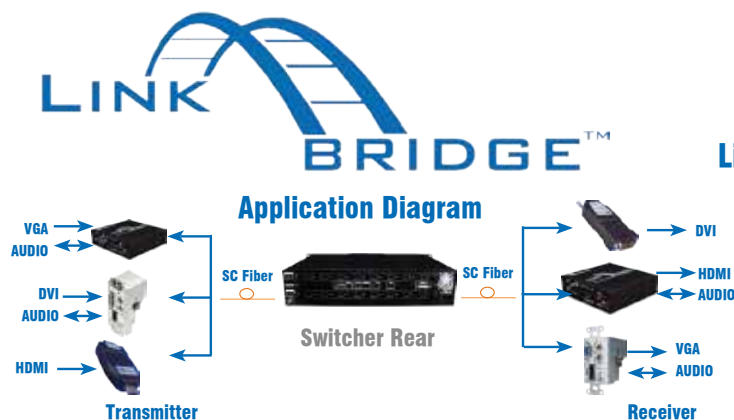 LINK
BRIDGE™
Li
Application Diagram
VGA
AUDIO
DVI
AUDIO
HDMI
Transmitter
SC Fiber
Switcher Rear
SC Fiber
DVI
HDMI
AUDIO
VGA
AUDIO
Receiver